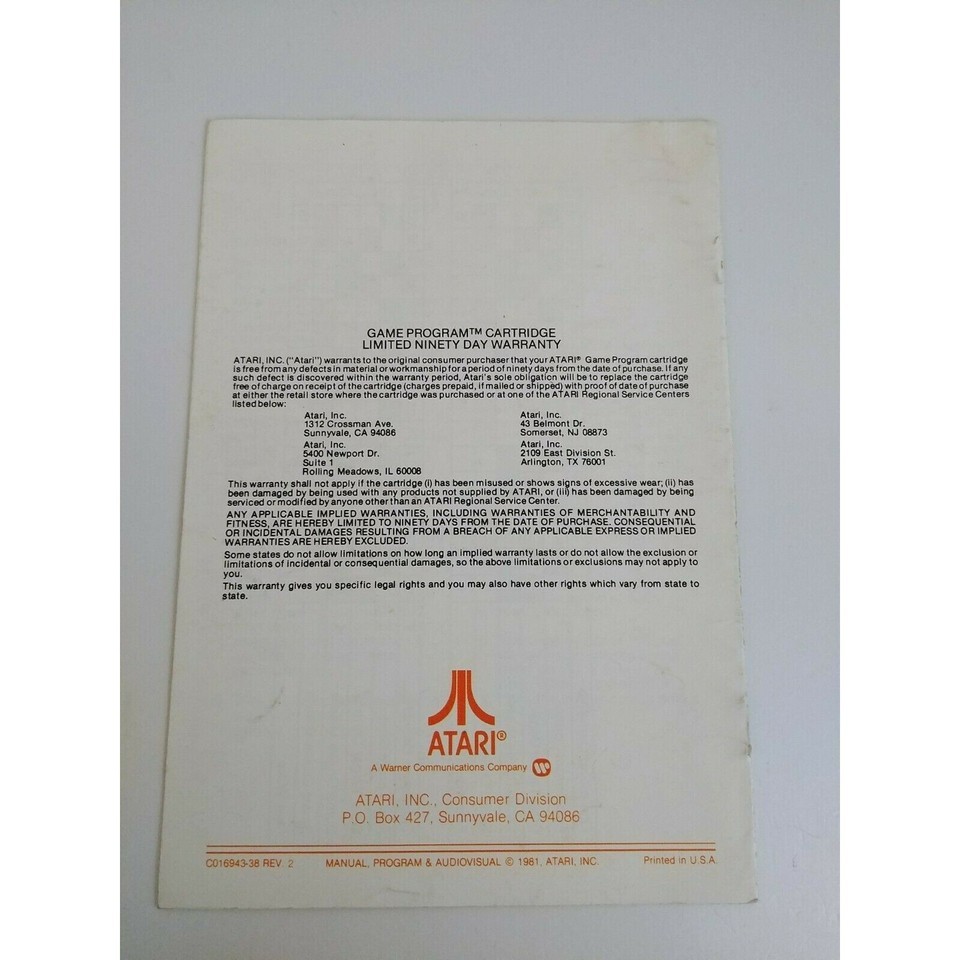 GAME PROGRAM™ CARTRIDGE
LIMITED NINETY DAY WARRANTY
ATARI, INC. ("Atari") warrants to the original consumer purchaser that your ATARI® Game Program cartridge
is free from any defects in material or workmanship for a period of ninety days from the date of purchase. If any
such defect is discovered within the warranty period, Atari's sole obligation will be to replace the cartridge
free of charge on receipt of the cartridge (charges prepaid, if mailed or shipped) with proof of date of purchase
at either the retail store where the cartridge was purchased or at one of the ATARI Regional Service Centers
listed below:
Atari, Inc.
1312 Crossman Ave.
Sunnyvale, CA 94086
Atari, Inc.
5400 Newport Dr.
Suite 1
Rolling Meadows, IL 60008
Atari, Inc.
43 Belmont Dr.
Somerset, NJ 08873
Atari, Inc.
2109 East Division St.
Arlington, TX 76001
This warranty shall not apply if the cartridge (i) has been misused or shows signs of excessive wear; (ii) has
been damaged by being used with any products not supplied by ATARI, or (iii) has been damaged by being
serviced or modified by anyone other than an ATARI Regional Service Center.
ANY APPLICABLE IMPLIED WARRANTIES, INCLUDING WARRANTIES OF MERCHANTABILITY AND
FITNESS, ARE HEREBY LIMITED TO NINETY DAYS FROM THE DATE OF PURCHASE. CONSEQUENTIAL
OR INCIDENTAL DAMAGES RESULTING FROM A BREACH OF ANY APPLICABLE EXPRESS OR IMPLIED
WARRANTIES ARE HEREBY EXCLUDED.
Some states do not allow limitations on how long an implied warranty lasts or do not allow the exclusion or
limitations of incidental or consequential damages, so the above limitations or exclusions may not apply to
you.
This warranty gives you specific legal rights and you may also have other rights which vary from state to
state.
ATARI®
A Warner Communications Company
ATARI, INC., Consumer Division
P.O. Box 427, Sunnyvale, CA 94086
C016943-38 REV. 2 MANUAL, PROGRAM & AUDIOVISUAL © 1981, ATARI, INC. Printed in U.S.A.